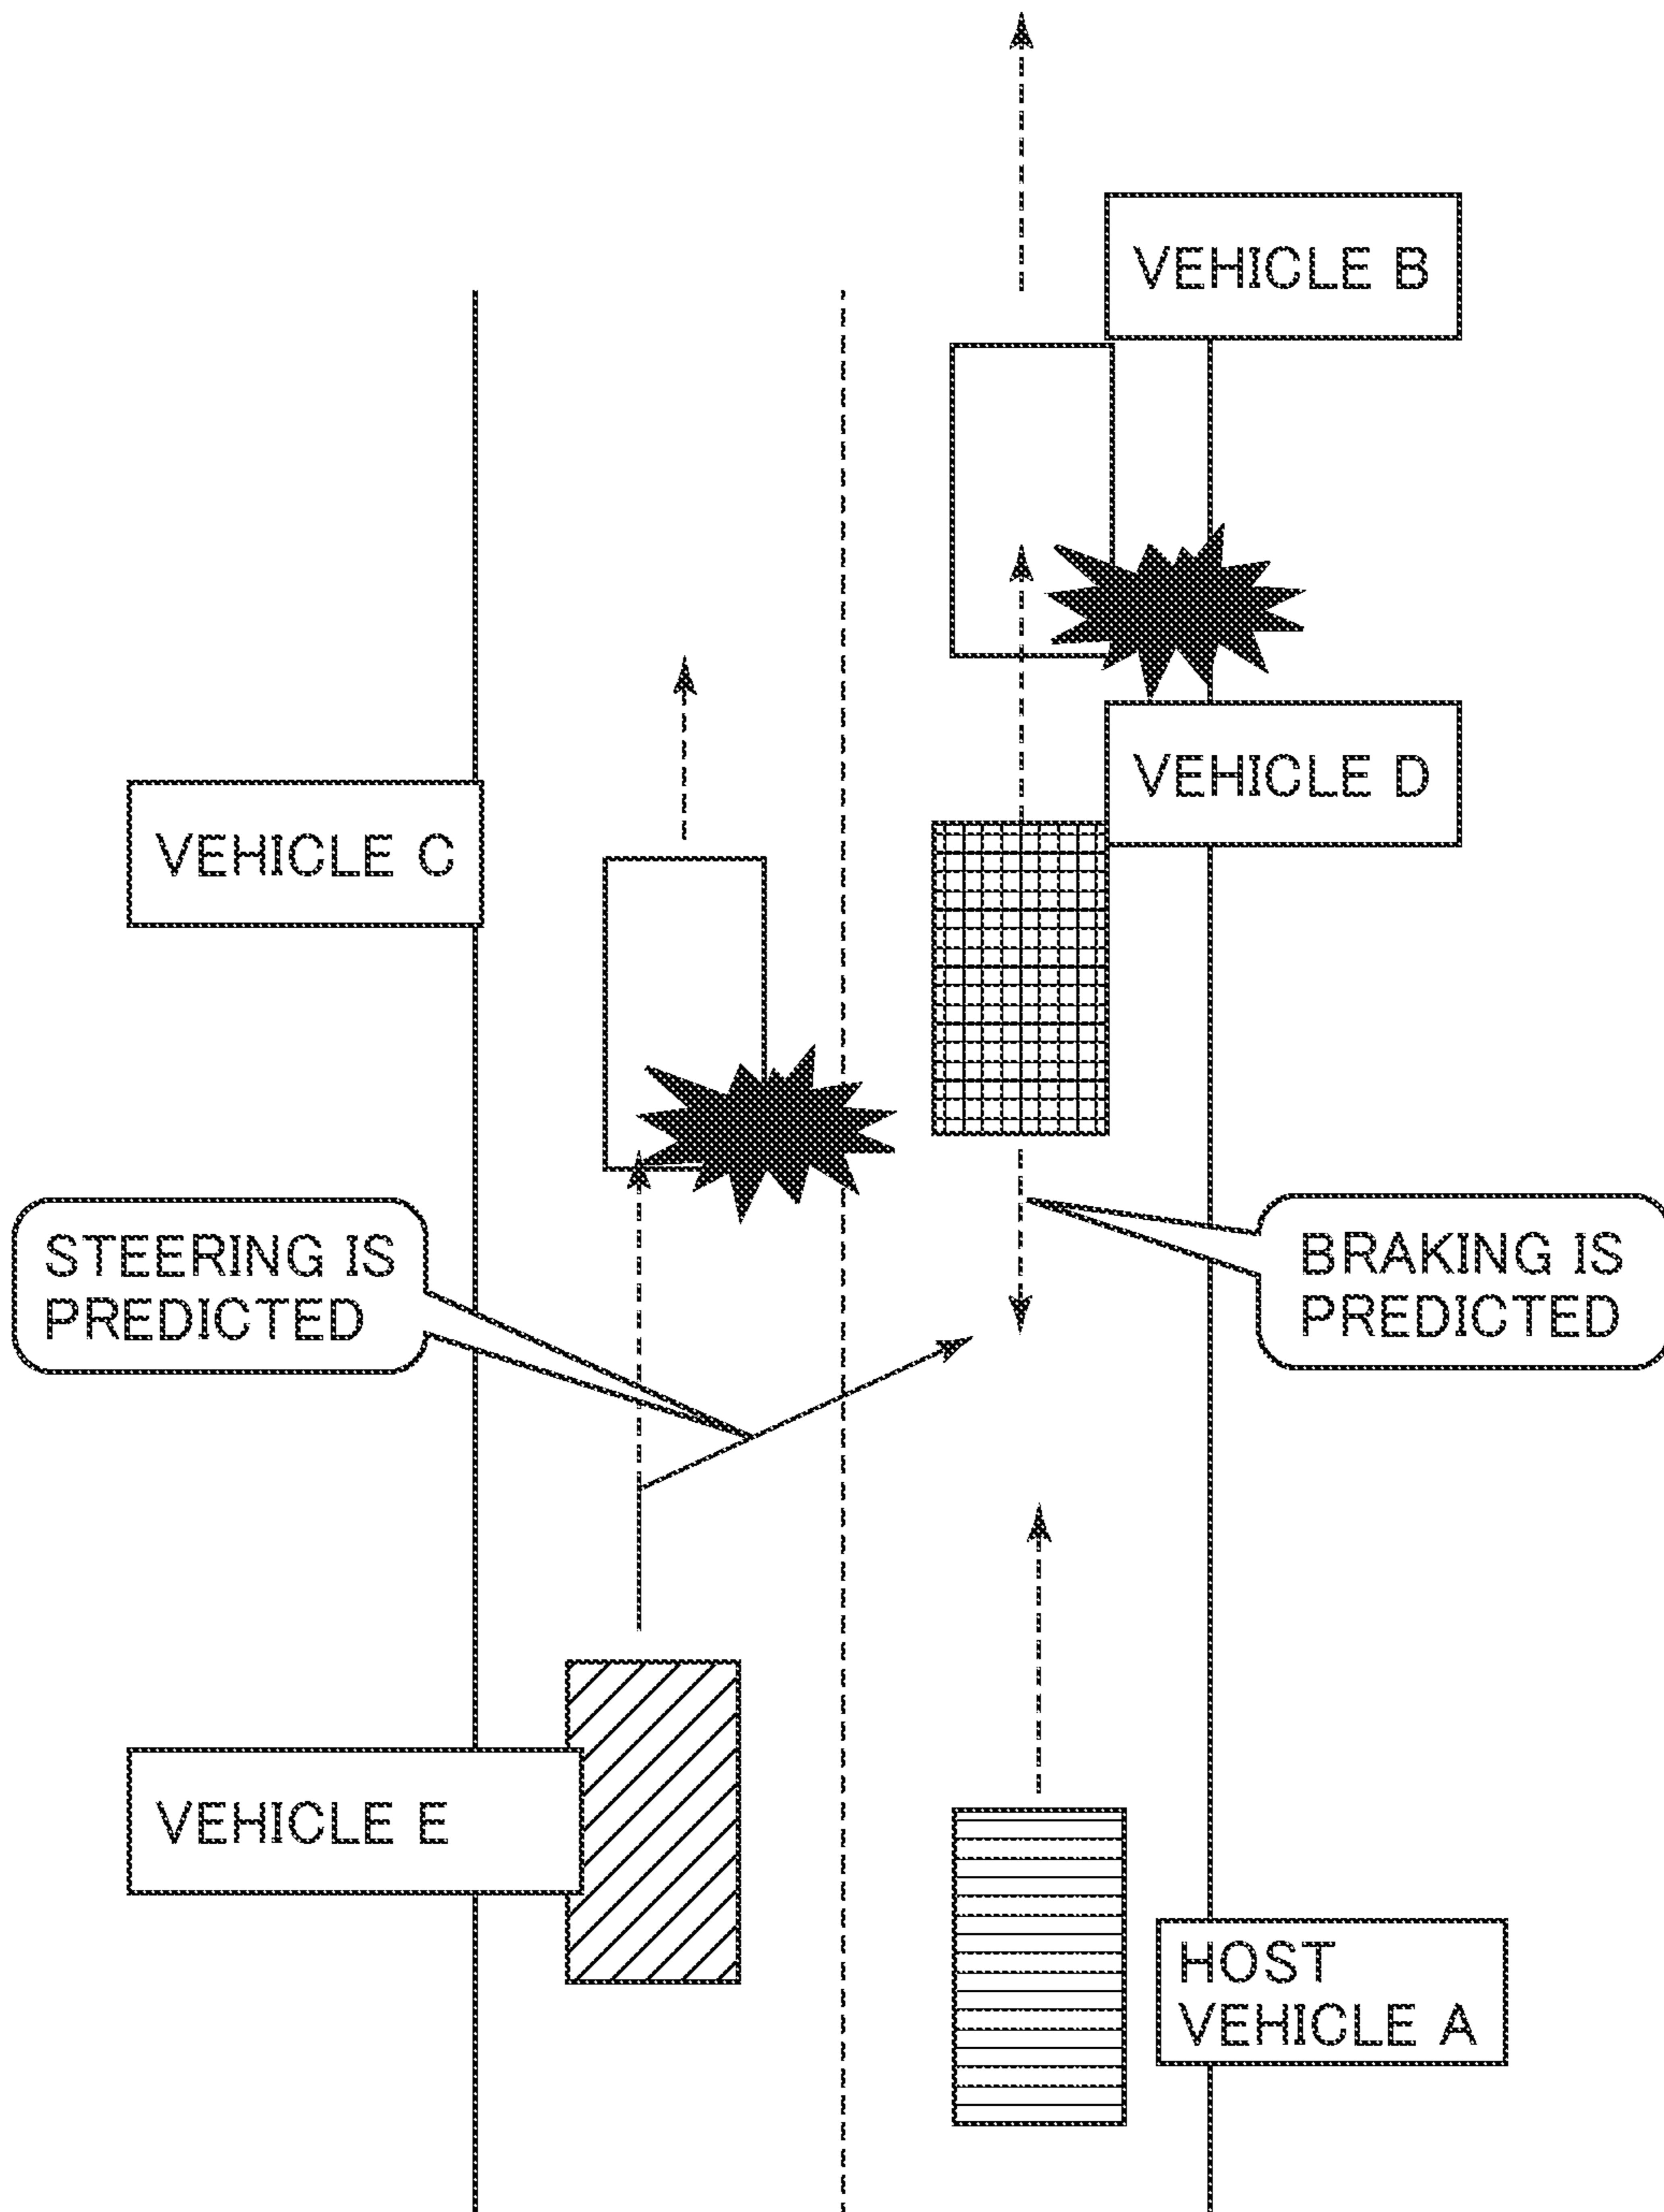 VEHICLE B
VEHICLE D
VEHICLE C
STEERING IS
PREDICTED
BRAKING IS
PREDICTED
VEHICLE E
HOST
VEHICLE A